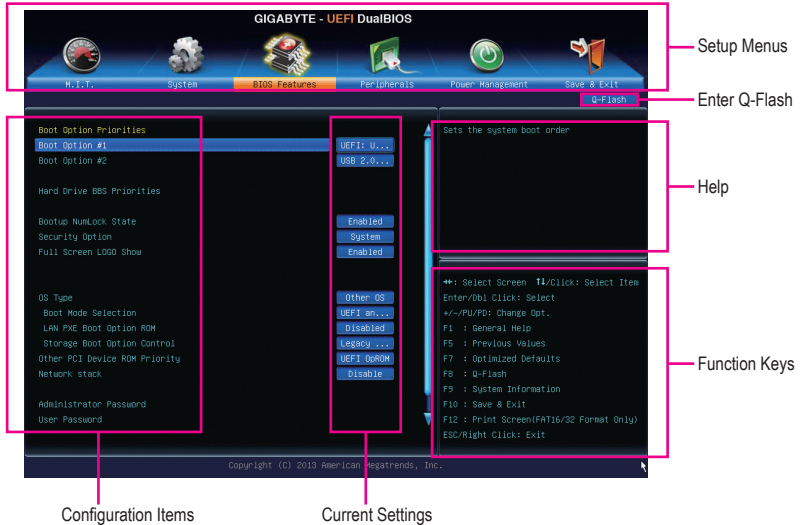 GIGABYTE - UEFI DualBIOS
Setup Menus
M.I.T.
System
BIOS Features
Peripherals
Power Management
Save & Exit
Q-Flash
Enter Q-Flash
Boot Option Priorities
Boot Option #1 UEFI: U...
Boot Option #2 USB 2.0...
Hard Drive BBS Priorities
Bootup NumLock State Enabled
Security Option System
Full Screen LOGO Show Enabled
OS Type Other OS
Boot Mode Selection UEFI an...
LAN PXE Boot Option ROM Disabled
Storage Boot Option Control Legacy ...
Other PCI Device ROM Priority UEFI OpROM
Network stack Disable
Administrator Password
User Password
Sets the system boot order
Help
→←: Select Screen ↑↓/Click: Select Item
Enter/Dbl Click: Select
+/-/PU/PD: Change Opt.
F1 : General Help
F5 : Previous Values
F7 : Optimized Defaults
F8 : Q-Flash
F9 : System Information
F10 : Save & Exit
F12 : Print Screen(FAT16/32 Format Only)
ESC/Right Click: Exit
Function Keys
Copyright (C) 2013 American Megatrends, Inc.
Configuration Items
Current Settings